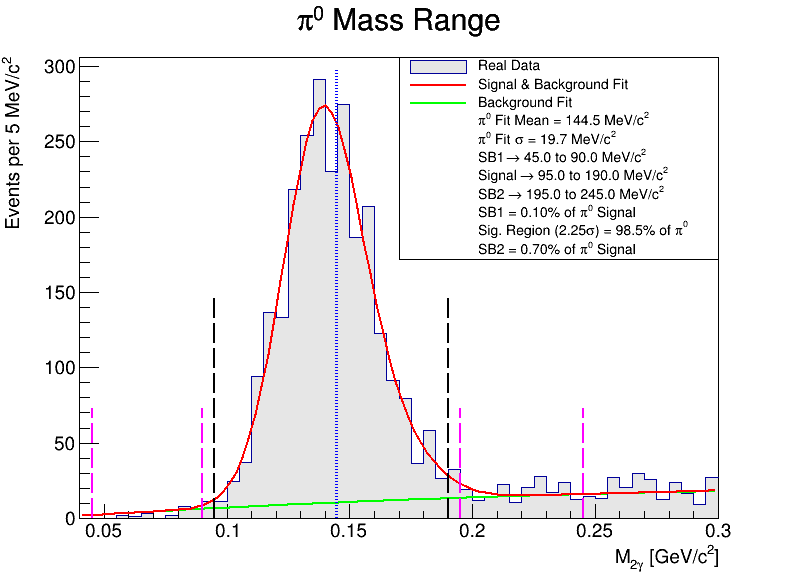 π⁰ Mass Range
Events per 5 MeV/c²
300
250
200
150
100
50
0
Real Data
Signal & Background Fit
Background Fit
π⁰ Fit Mean = 144.5 MeV/c²
π⁰ Fit σ = 19.7 MeV/c²
SB1 → 45.0 to 90.0 MeV/c²
Signal → 95.0 to 190.0 MeV/c²
SB2 → 195.0 to 245.0 MeV/c²
SB1 = 0.10% of π⁰ Signal
Sig. Region (2.25σ) = 98.5% of π⁰
SB2 = 0.70% of π⁰ Signal
0.05 0.1 0.15 0.2 0.25 0.3
M₂ᵧ [GeV/c²]